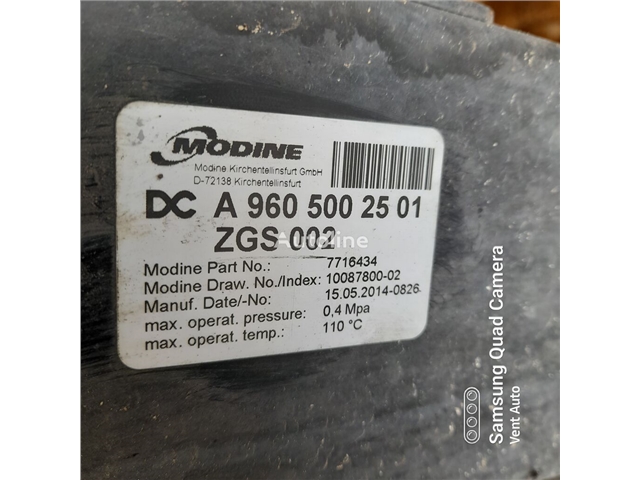 MODINE
Modine Kirchentellinsfurt GmbH
D-72138 Kirchentellinsfurt
DC A 960 500 25 01
ZGS 002
Autoline
Modine Part No.: 7716434
Modine Draw. No./Index: 10087800-02
Manuf. Date/-No: 15.05.2014-0826
max. operat. pressure: 0,4 Mpa
max. operat. temp.: 110 °C
Samsung Quad Camera
Vent Auto